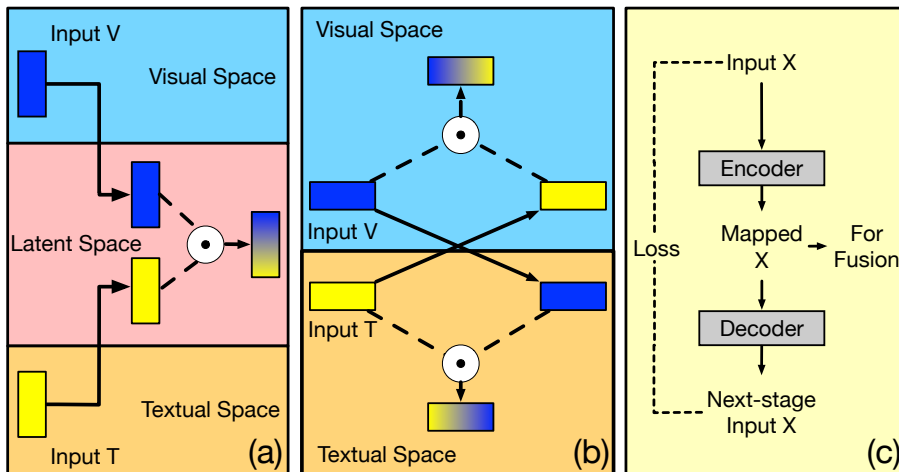 Input V
Visual Space
Latent Space
Textual Space
Input T
(a)
Visual Space
Input V
Input T
Textual Space
(b)
Input X
Encoder
Mapped
X
For
Fusion
Loss
Decoder
Next-stage
Input X
(c)